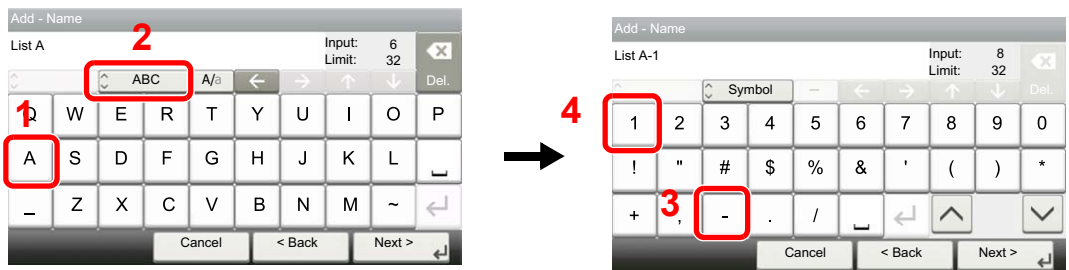 Add - Name
List A
Input: 6
Limit: 32
2
ABC
A/a
← → ↑ ↓ Del.
1
Q W E R T Y U I O P
A S D F G H J K L
_ Z X C V B N M ~
Cancel < Back Next >
Add - Name
List A-1
Input: 8
Limit: 32
Symbol
-
← → ↑ ↓ Del.
4
1 2 3 4 5 6 7 8 9 0
! " # $ % & ' ( ) *
3
+ , - . /
Cancel < Back Next >